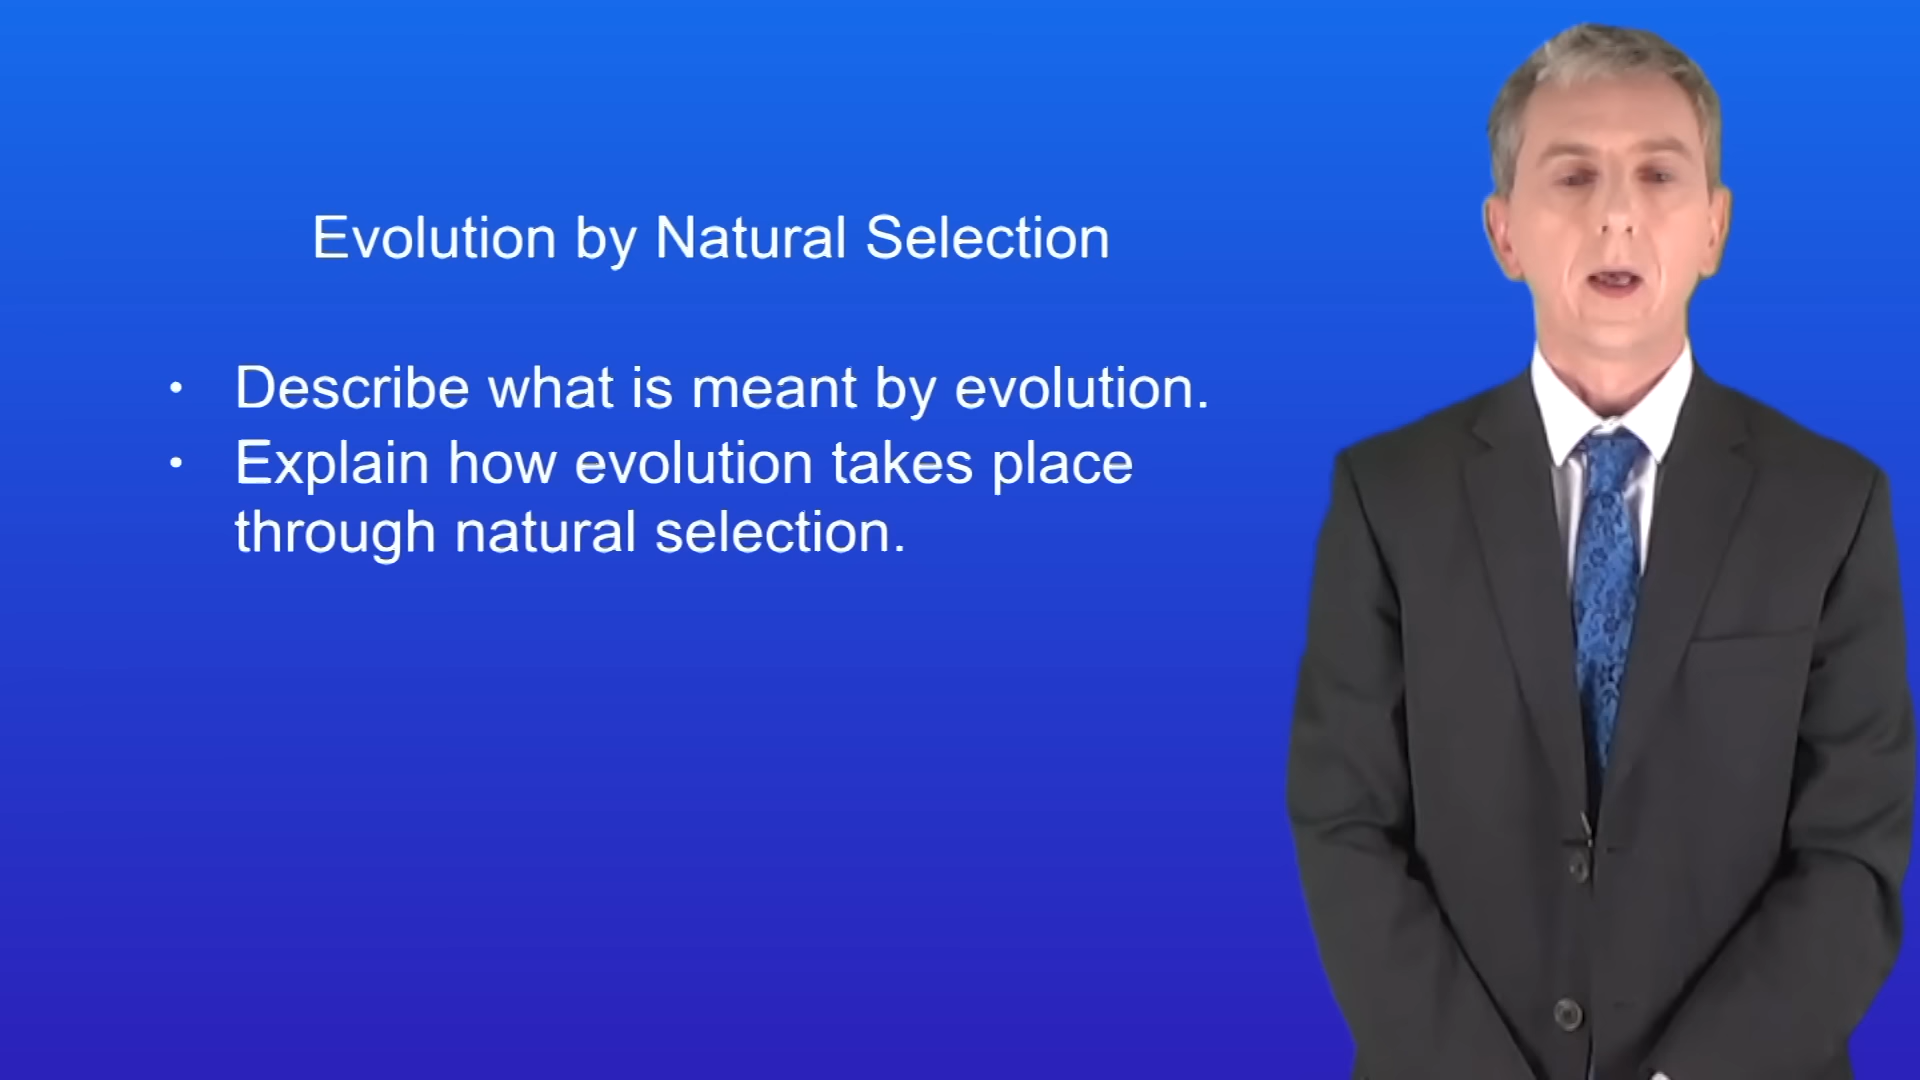 Evolution by Natural Selection
• Describe what is meant by evolution.
• Explain how evolution takes place
through natural selection.